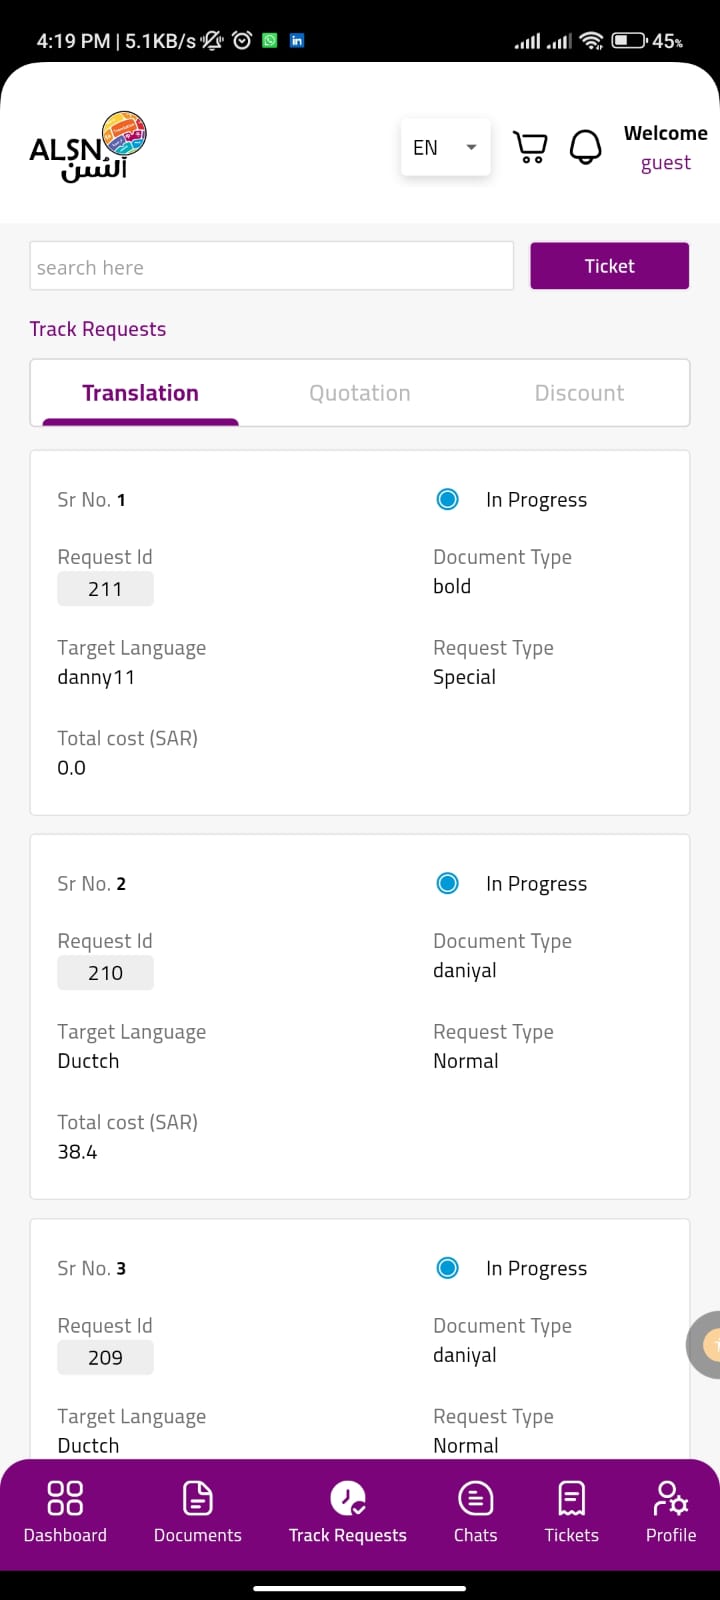 4:19 PM | 5.1KB/s
45%
ALSN
ألسن
EN
Welcome
guest
search here
Ticket
Track Requests
Translation Quotation Discount
Sr No. 1 In Progress
Request Id Document Type
211 bold
Target Language Request Type
danny11 Special
Total cost (SAR)
0.0
Sr No. 2 In Progress
Request Id Document Type
210 daniyal
Target Language Request Type
Ductch Normal
Total cost (SAR)
38.4
Sr No. 3 In Progress
Request Id Document Type
209 daniyal
Target Language Request Type
Ductch Normal
Dashboard Documents Track Requests Chats Tickets Profile